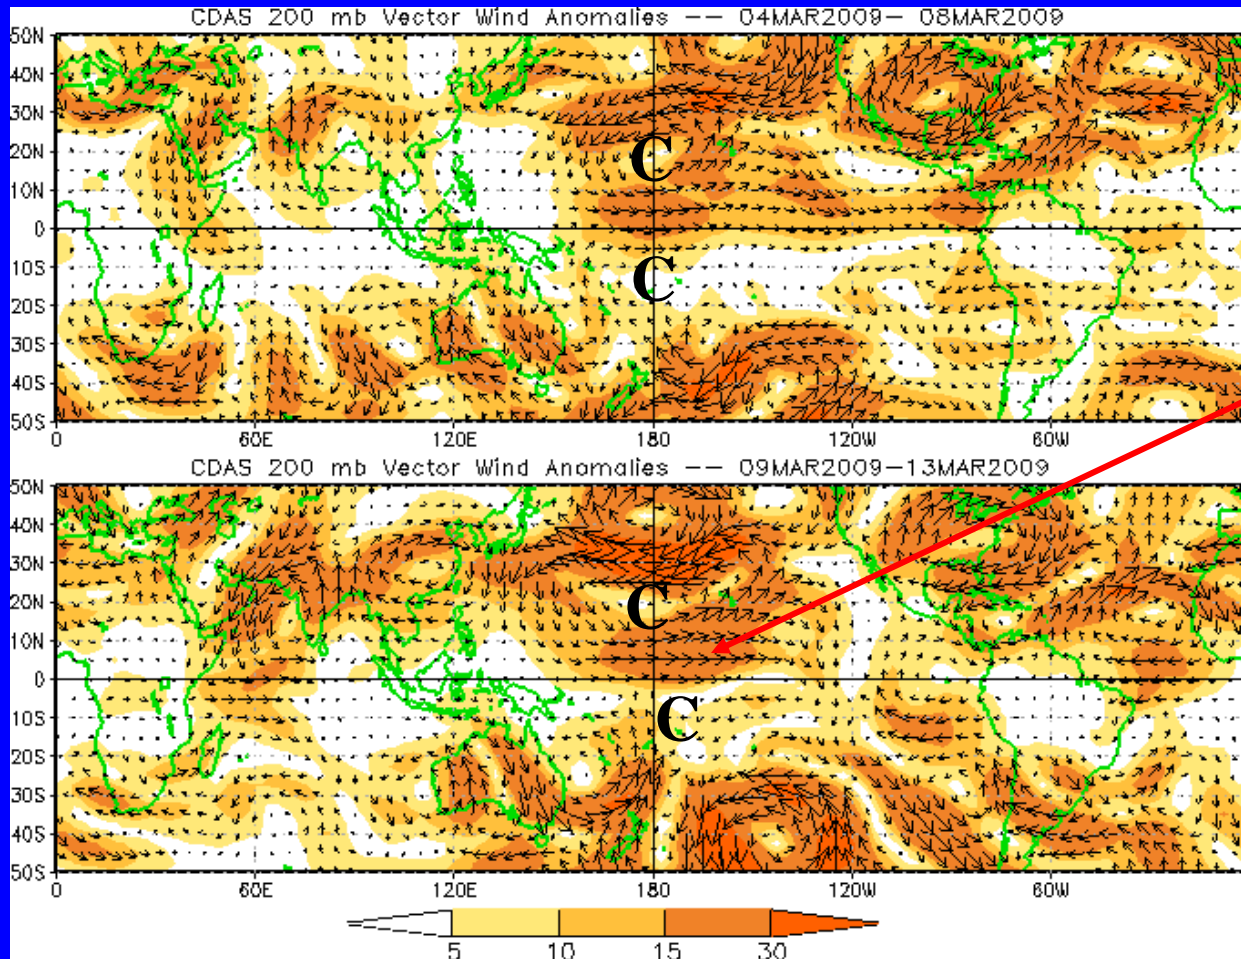 CDAS 200 mb Vector Wind Anomalies -- 04MAR2009- 08MAR2009
50N
40N
30N
20N
C
10N
0
10S
C
20S
30S
40S
50S
0 60E 120E 180 120W 60W
CDAS 200 mb Vector Wind Anomalies -- 09MAR2009-13MAR2009
50N
40N
30N
20N
C
10N
0
10S
C
20S
30S
40S
50S
0 60E 120E 180 120W 60W
5 10 15 30